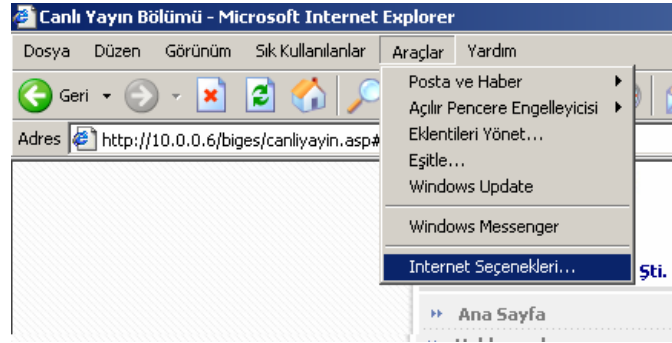 Canlı Yayın Bölümü - Microsoft Internet Explorer
Dosya Düzen Görünüm Sık Kullanılanlar Araçlar Yardım
Geri
Adres http://10.0.0.6/biges/canliyayin.asp#
Posta ve Haber
Açılır Pencere Engelleyicisi
Eklentileri Yönet...
Eşitle...
Windows Update
Windows Messenger
Internet Seçenekleri...
Şti.
Ana Sayfa